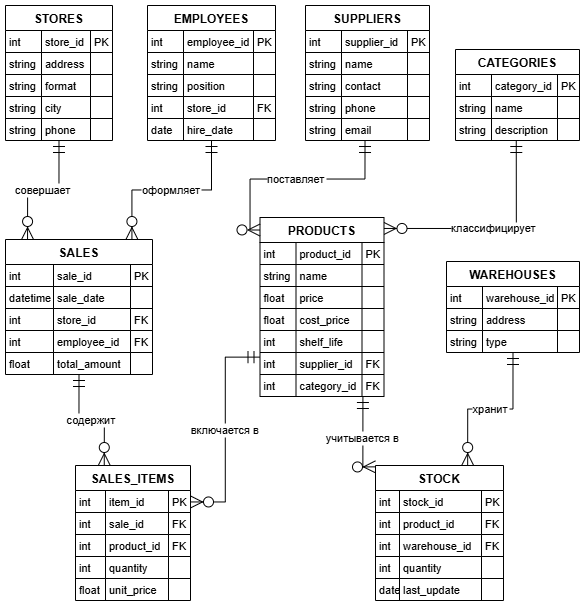 STORES
int store_id PK
string address
string format
string city
string phone
EMPLOYEES
int employee_id PK
string name
string position
int store_id FK
date hire_date
SUPPLIERS
int supplier_id PK
string name
string contact
string phone
string email
CATEGORIES
int category_id PK
string name
string description
совершает
оформляет
поставляет
классифицирует
SALES
int sale_id PK
datetime sale_date
int store_id FK
int employee_id FK
float total_amount
PRODUCTS
int product_id PK
string name
float price
float cost_price
int shelf_life
int supplier_id FK
int category_id FK
WAREHOUSES
int warehouse_id PK
string address
string type
содержит
включается в
учитывается в
хранит
SALES_ITEMS
int item_id PK
int sale_id FK
int product_id FK
int quantity
float unit_price
STOCK
int stock_id PK
int product_id FK
int warehouse_id FK
int quantity
date last_update